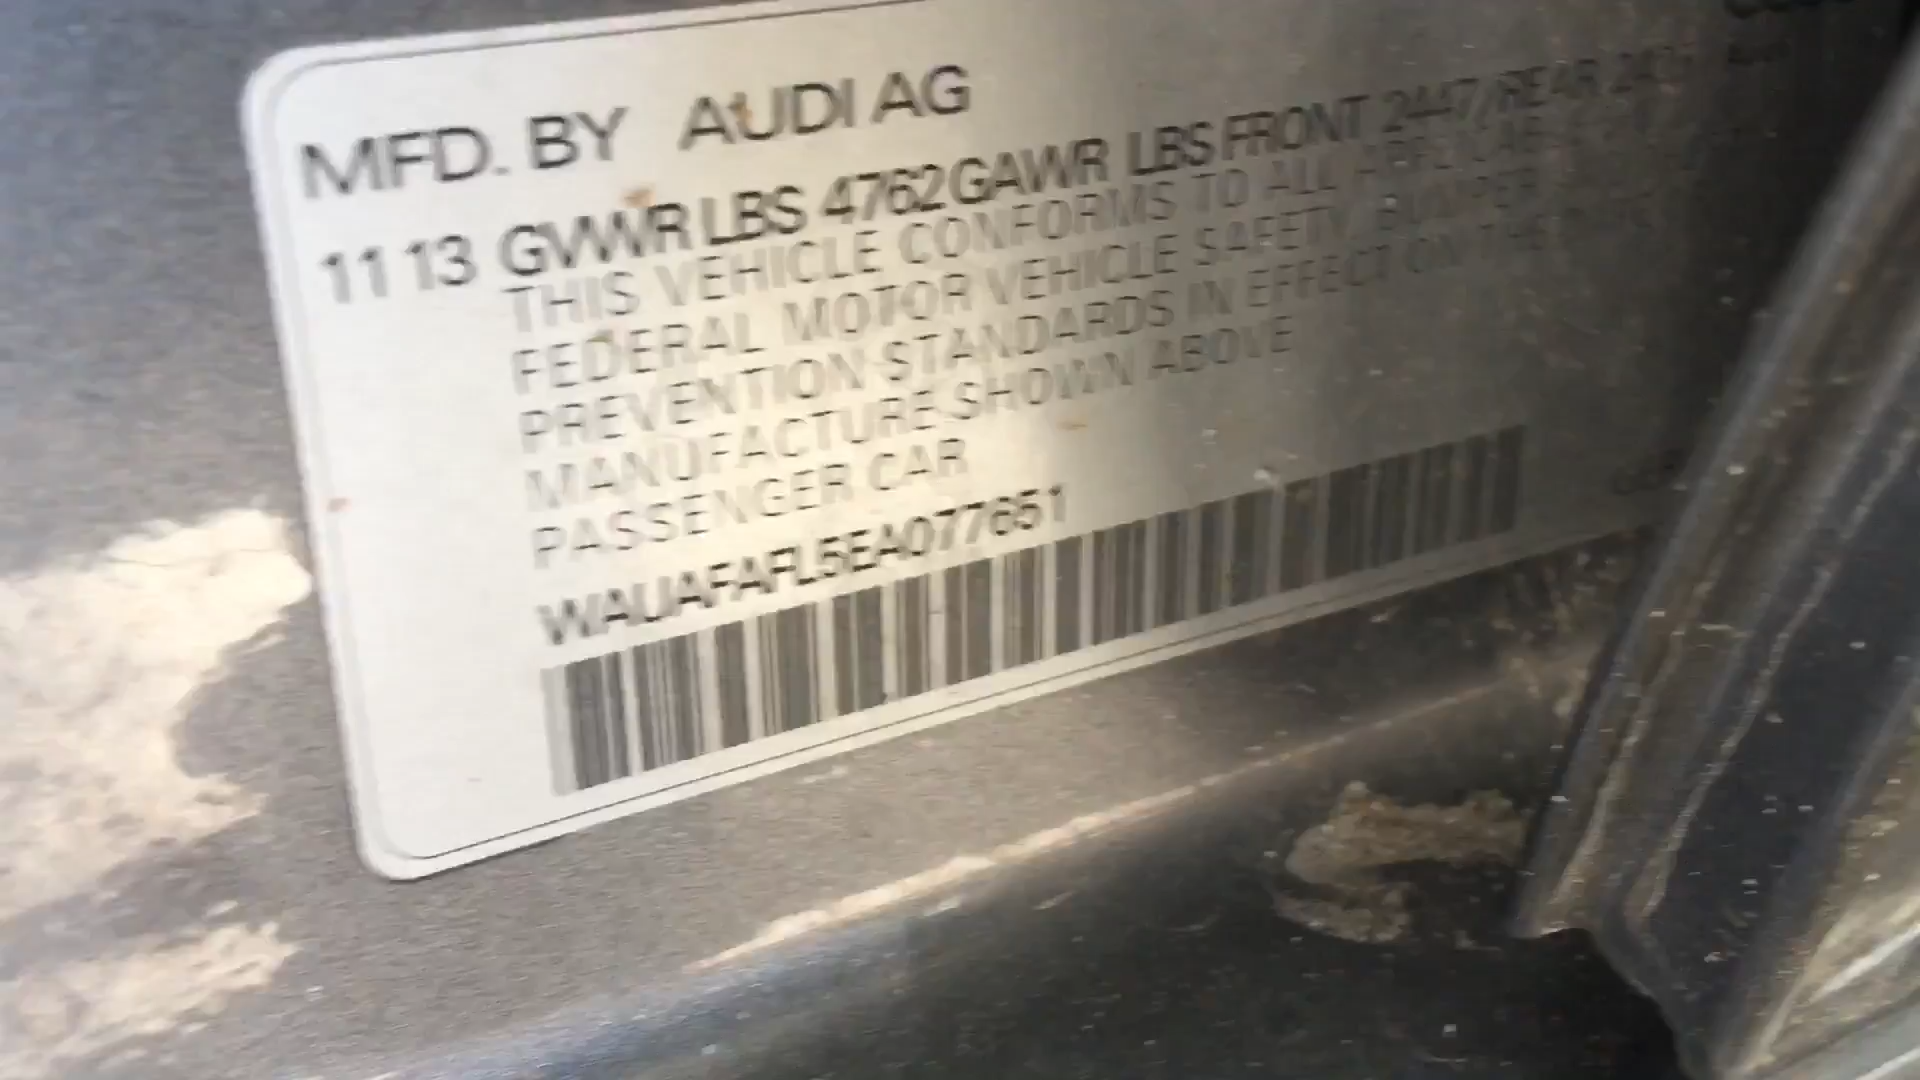 MFD. BY AUDI AG
11 13 GVWR LBS 4762 GAWR LBS FRONT 2447/REAR
THIS VEHICLE CONFORMS TO ALL APPLICABLE
FEDERAL MOTOR VEHICLE SAFETY, BUMPER
PREVENTION STANDARDS IN EFFECT ON THE
MANUFACTURE SHOWN ABOVE
PASSENGER CAR
WAUAFAFL5EA077651